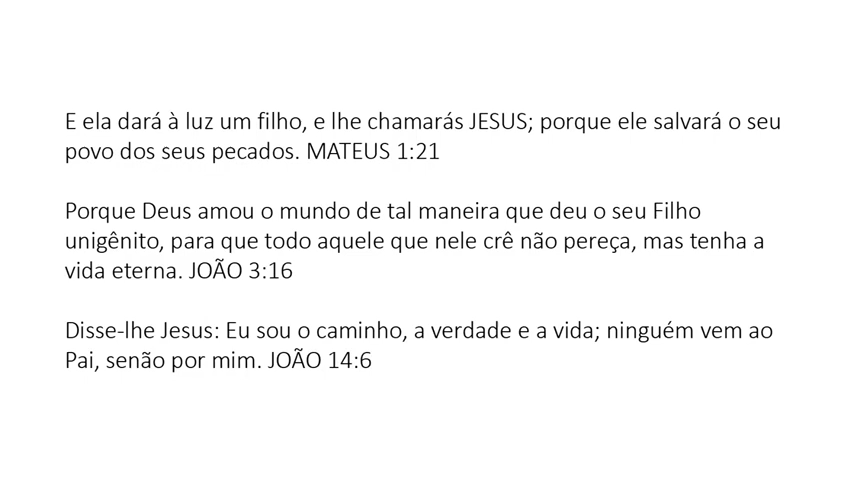 E ela dará à luz um filho, e lhe chamarás JESUS; porque ele salvará o seu
povo dos seus pecados. MATEUS 1:21
Porque Deus amou o mundo de tal maneira que deu o seu Filho
unigênito, para que todo aquele que nele crê não pereça, mas tenha a
vida eterna. JOÃO 3:16
Disse-lhe Jesus: Eu sou o caminho, a verdade e a vida; ninguém vem ao
Pai, senão por mim. JOÃO 14:6